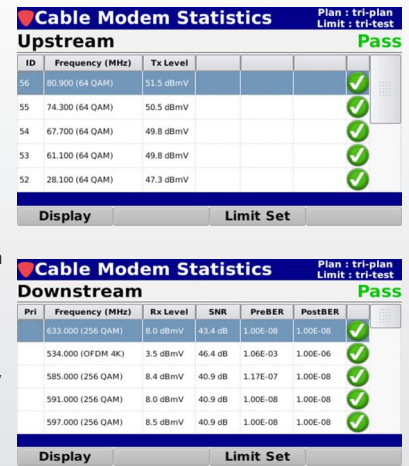 Cable Modem Statistics
Plan : tri-plan
Limit : tri-test
Upstream Pass
ID Frequency (MHz) Tx Level
56 80.900 (64 QAM) 51.5 dBmV
55 74.300 (64 QAM) 50.5 dBmV
54 67.700 (64 QAM) 49.8 dBmV
53 61.100 (64 QAM) 49.8 dBmV
52 28.100 (64 QAM) 47.3 dBmV
Display Limit Set
Cable Modem Statistics
Plan : tri-plan
Limit : tri-test
Downstream Pass
Pri Frequency (MHz) Rx Level SNR PreBER PostBER
633.000 (256 QAM) 8.0 dBmV 43.4 dB 1.00E-08 1.00E-08
534.000 (OFDM 4K) 3.5 dBmV 46.4 dB 1.06E-03 1.00E-06
585.000 (256 QAM) 8.4 dBmV 40.9 dB 1.17E-07 1.00E-08
591.000 (256 QAM) 8.0 dBmV 40.9 dB 1.00E-08 1.00E-08
597.000 (256 QAM) 8.5 dBmV 40.9 dB 1.00E-08 1.00E-08
Display Limit Set